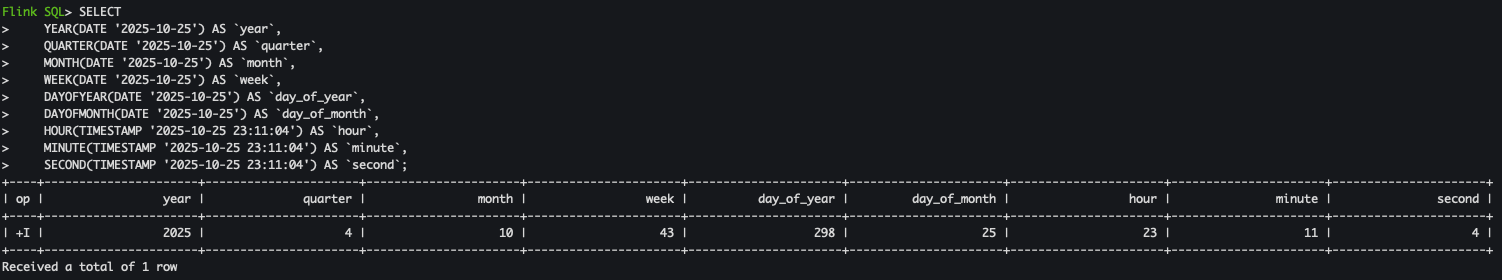 Flink SQL> SELECT
>     YEAR(DATE '2025-10-25') AS `year`,
>     QUARTER(DATE '2025-10-25') AS `quarter`,
>     MONTH(DATE '2025-10-25') AS `month`,
>     WEEK(DATE '2025-10-25') AS `week`,
>     DAYOFYEAR(DATE '2025-10-25') AS `day_of_year`,
>     DAYOFMONTH(DATE '2025-10-25') AS `day_of_month`,
>     HOUR(TIMESTAMP '2025-10-25 23:11:04') AS `hour`,
>     MINUTE(TIMESTAMP '2025-10-25 23:11:04') AS `minute`,
>     SECOND(TIMESTAMP '2025-10-25 23:11:04') AS `second`;
+----+----------------------+----------------------+----------------------+----------------------+----------------------+----------------------+----------------------+----------------------+----------------------+
| op |                 year |              quarter |                month |                 week |          day_of_year |         day_of_month |                 hour |               minute |               second |
+----+----------------------+----------------------+----------------------+----------------------+----------------------+----------------------+----------------------+----------------------+----------------------+
| +I |                 2025 |                    4 |                   10 |                   43 |                  298 |                   25 |                   23 |                   11 |                    4 |
+----+----------------------+----------------------+----------------------+----------------------+----------------------+----------------------+----------------------+----------------------+----------------------+
Received a total of 1 row